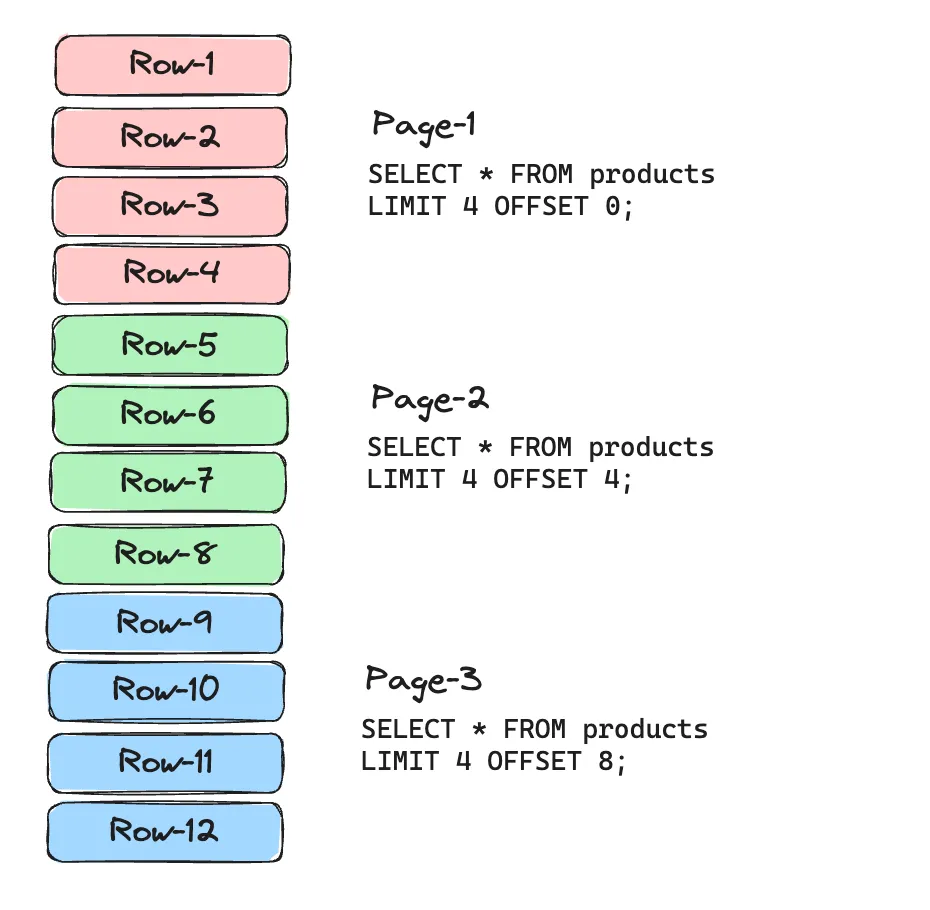 Row-1
Row-2
Row-3
Row-4
Row-5
Row-6
Row-7
Row-8
Row-9
Row-10
Row-11
Row-12
Page-1
SELECT * FROM products
LIMIT 4 OFFSET 0;
Page-2
SELECT * FROM products
LIMIT 4 OFFSET 4;
Page-3
SELECT * FROM products
LIMIT 4 OFFSET 8;